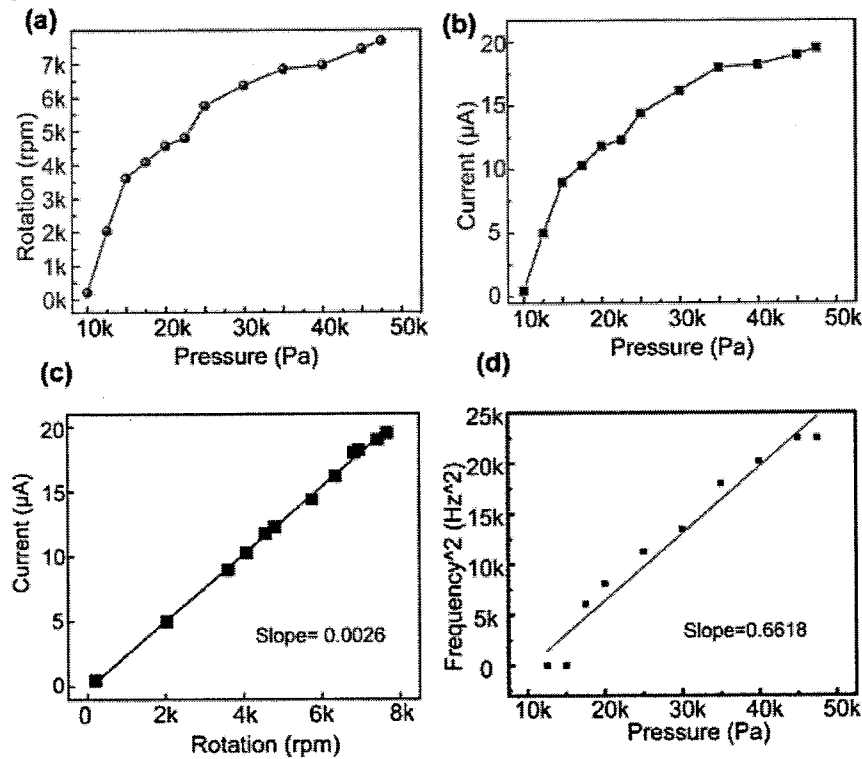 (a)
Rotation (rpm)
7k
6k
5k
4k
3k
2k
1k
0k
10k 20k 30k 40k 50k
Pressure (Pa)
(b)
Current (µA)
20
15
10
5
0
10k 20k 30k 40k 50k
Pressure (Pa)
(c)
Current (µA)
20
15
10
5
0
Slope= 0.0026
0 2k 4k 6k 8k
Rotation (rpm)
(d)
Frequency^2 (Hz^2)
25k
20k
15k
10k
5k
0
Slope=0.6618
10k 20k 30k 40k 50k
Pressure (Pa)